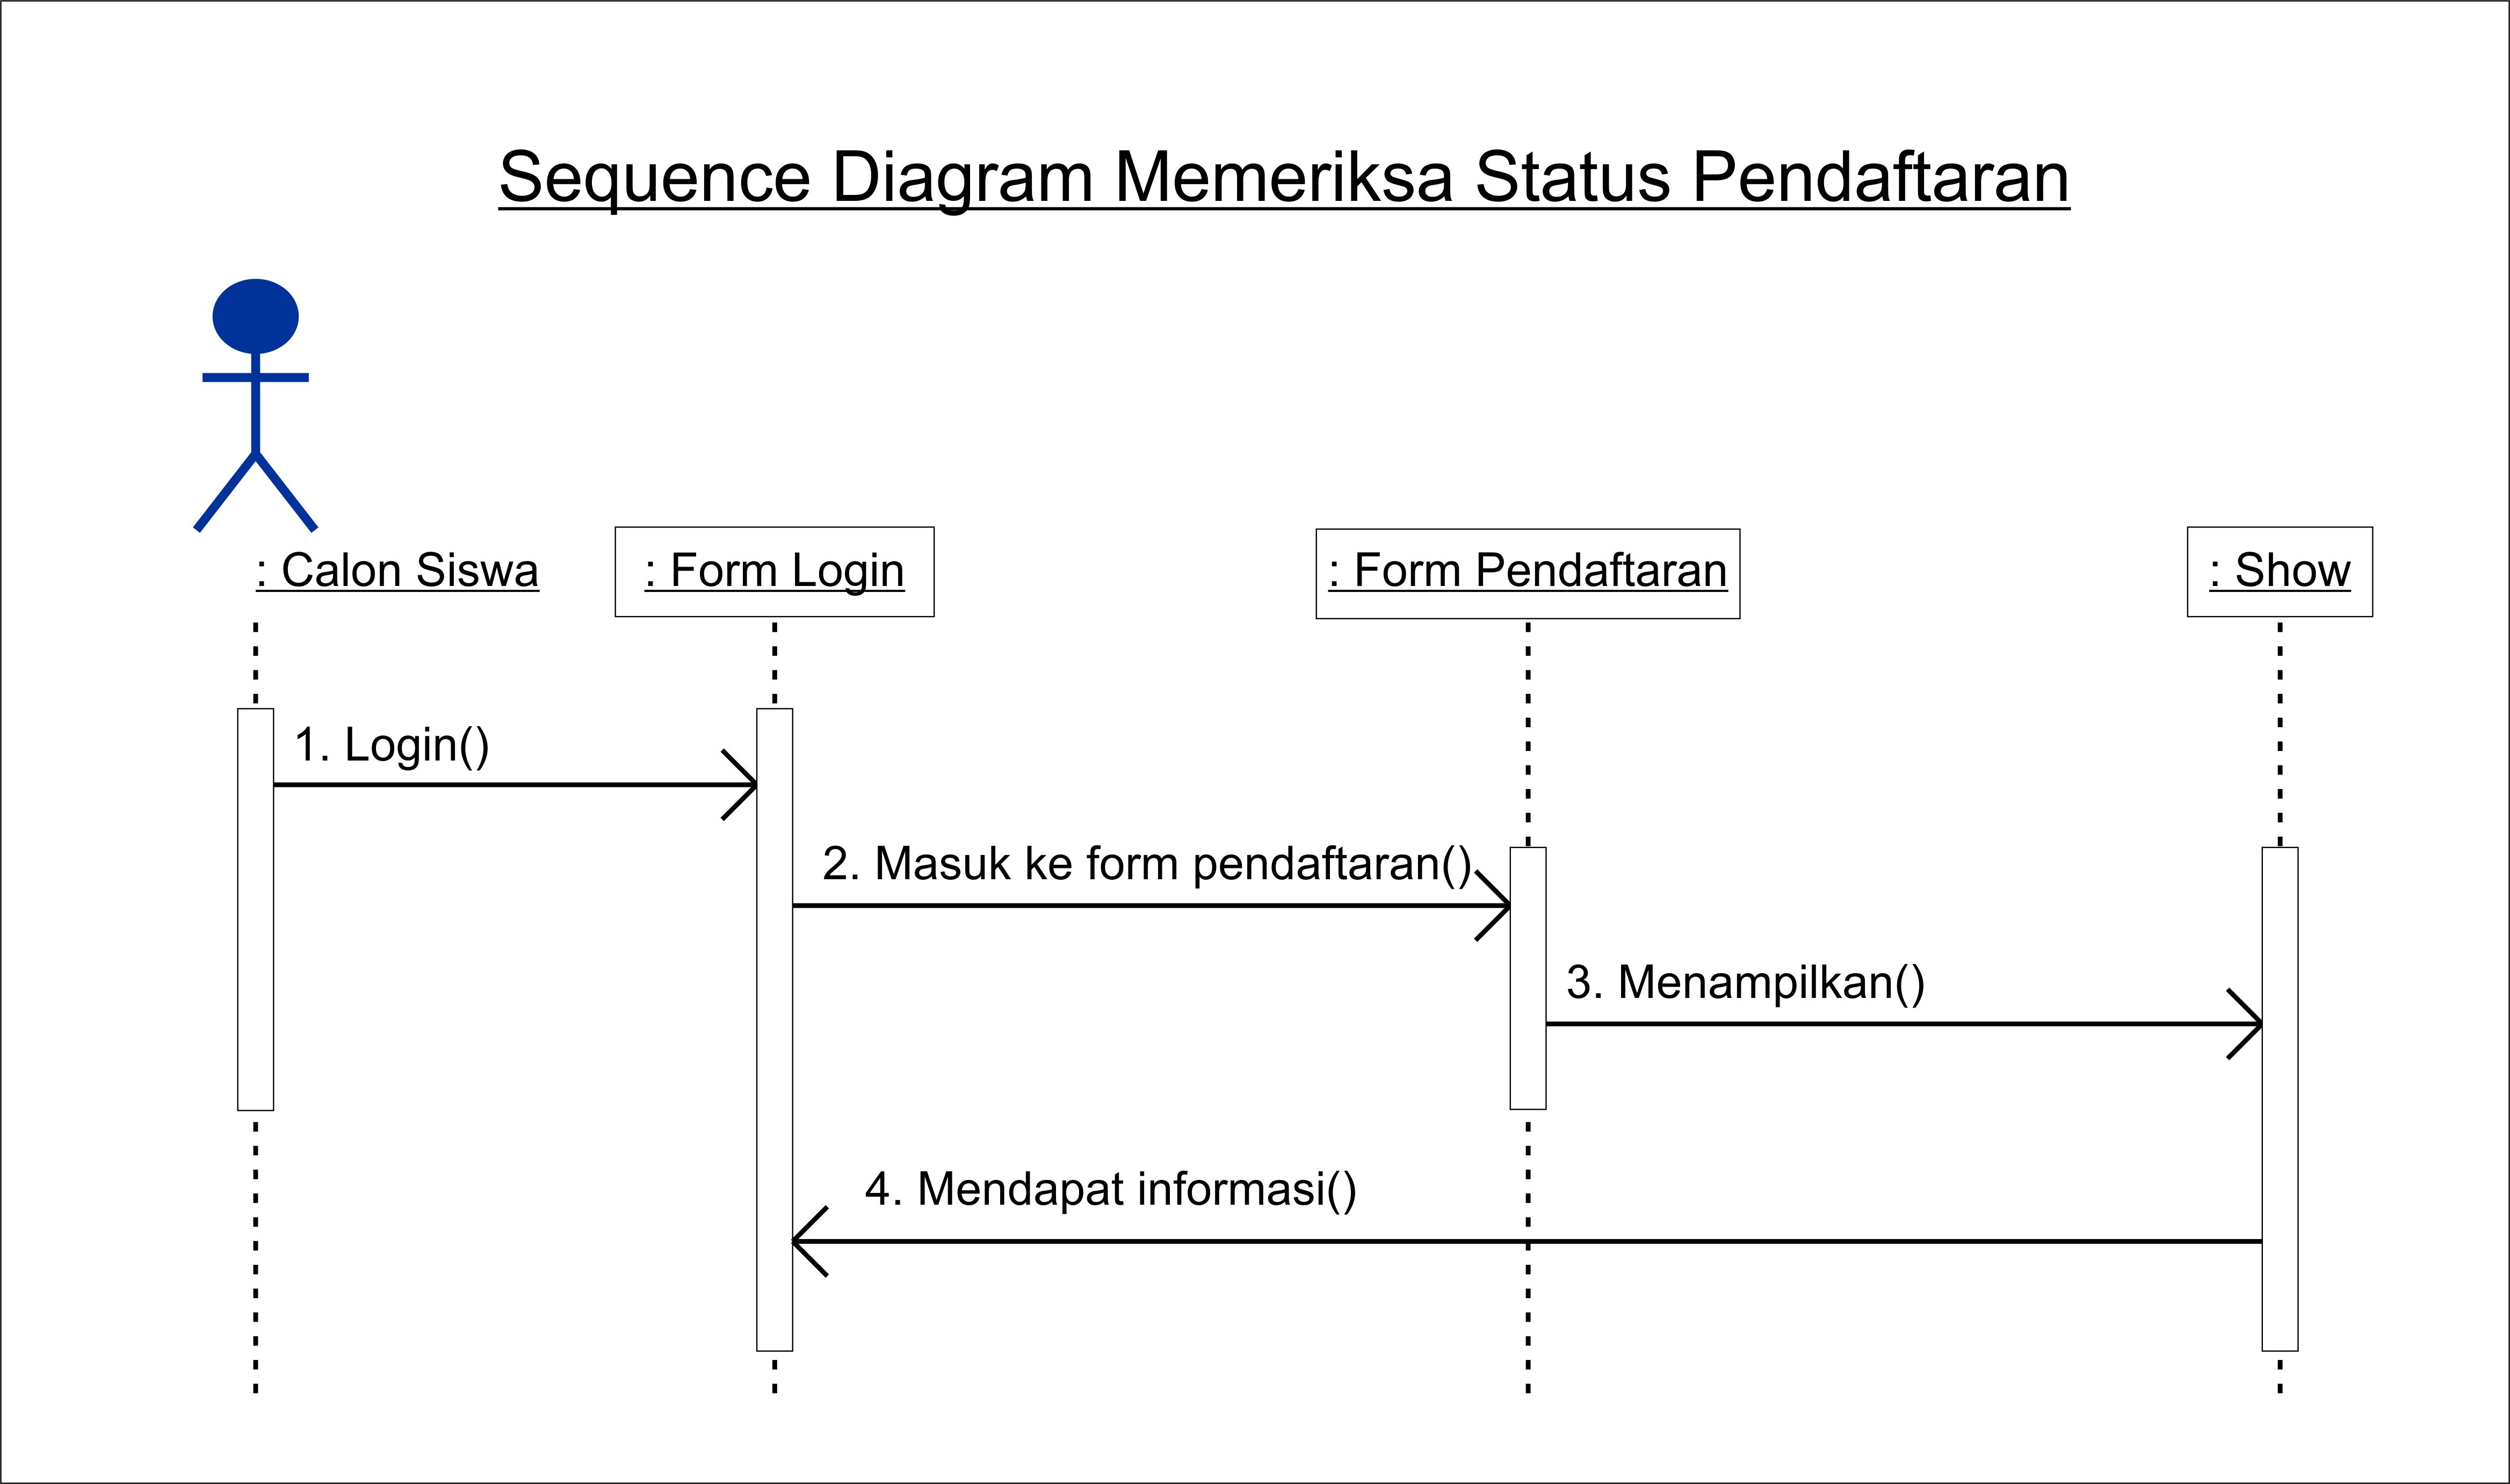 Sequence Diagram Memeriksa Status Pendaftaran
: Calon Siswa
: Form Login
: Form Pendaftaran
: Show
1. Login()
2. Masuk ke form pendaftaran()
3. Menampilkan()
4. Mendapat informasi()